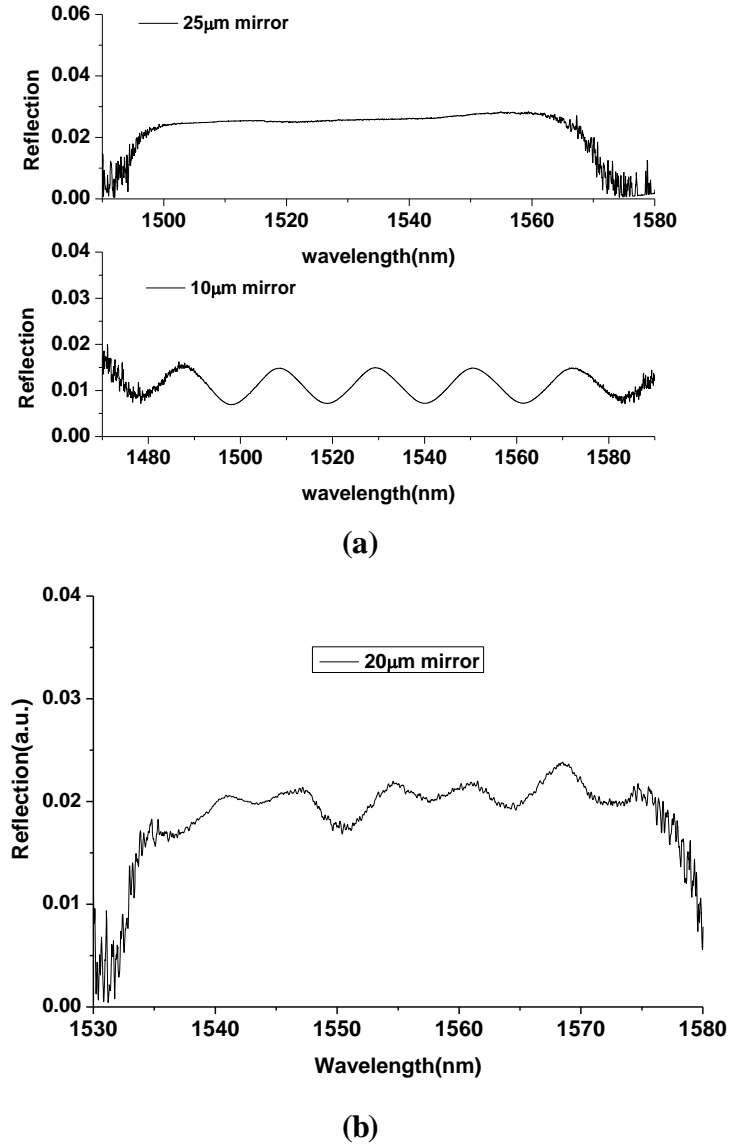 0.06
25μm mirror
0.04
0.02
0.00
Reflection
1500 1520 1540 1560 1580
wavelength(nm)
0.04
10μm mirror
0.03
0.02
0.01
0.00
Reflection
1480 1500 1520 1540 1560 1580
wavelength(nm)
(a)
0.04
20μm mirror
0.03
0.02
0.01
0.00
Reflection(a.u.)
1530 1540 1550 1560 1570 1580
Wavelength(nm)
(b)